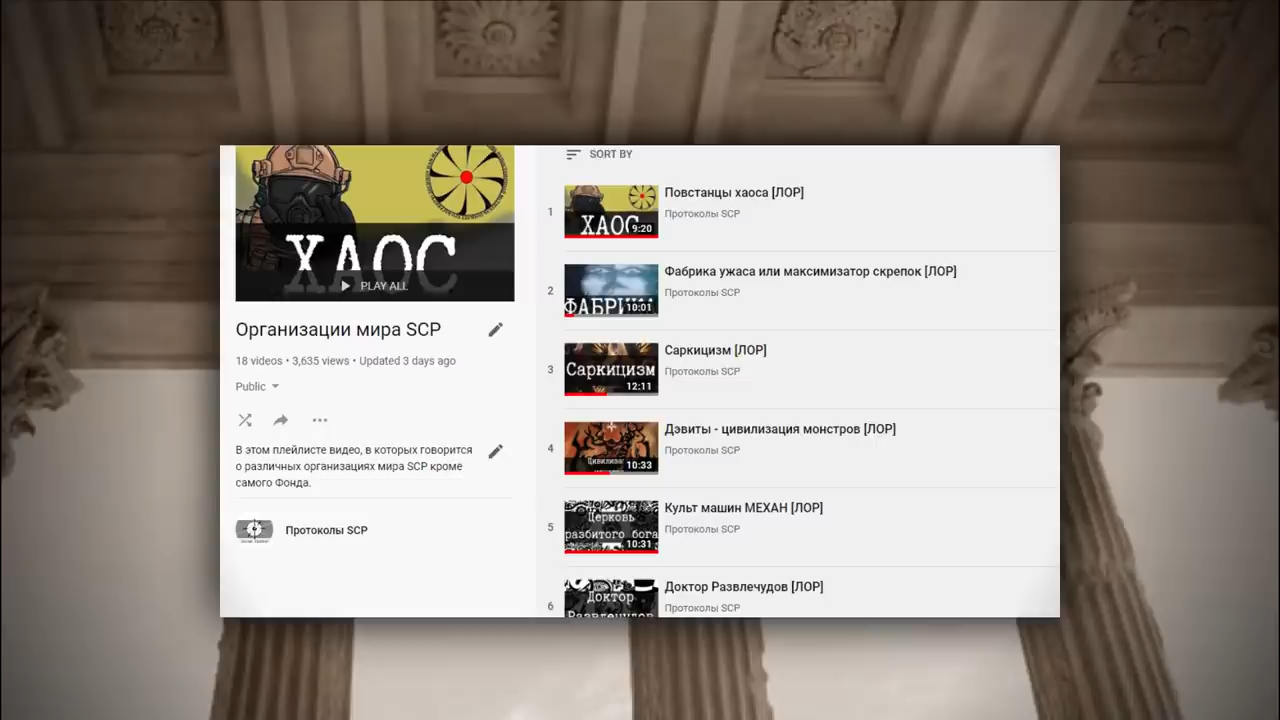 ХАОС
PLAY ALL
Организации мира SCP
18 videos • 3,635 views • Updated 3 days ago
Public
В этом плейлисте видео, в которых говорится
о различных организациях мира SCP кроме
самого Фонда.
Протоколы SCP
SORT BY
1
ХАОС
9:20
Повстанцы хаоса [ЛОР]
Протоколы SCP
2
10:01
Фабрика ужаса или максимизатор скрепок [ЛОР]
Протоколы SCP
3
Саркицизм
12:11
Саркицизм [ЛОР]
Протоколы SCP
4
10:33
Дэвиты - цивилизация монстров [ЛОР]
Протоколы SCP
5
Церковь
разбитого бога
10:31
Культ машин МЕХАН [ЛОР]
Протоколы SCP
6
Доктор
Развлечудов
Доктор Развлечудов [ЛОР]
Протоколы SCP